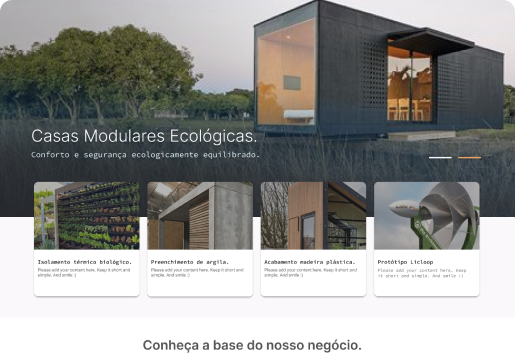 Casas Modulares Ecológicas.
Conforto e segurança ecologicamente equilibrado.
Isolamento térmico biológico.
Please add your content here. Keep it short and
simple. And smile :)
Preenchimento de argila.
Please add your content here. Keep it short and
simple. And smile :)
Acabamento madeira plástica.
Please add your content here. Keep it short and
simple. And smile :)
Protótipo Licloop
Please add your content here. Keep
it short and simple. And smile :)
Conheça a base do nosso negócio.